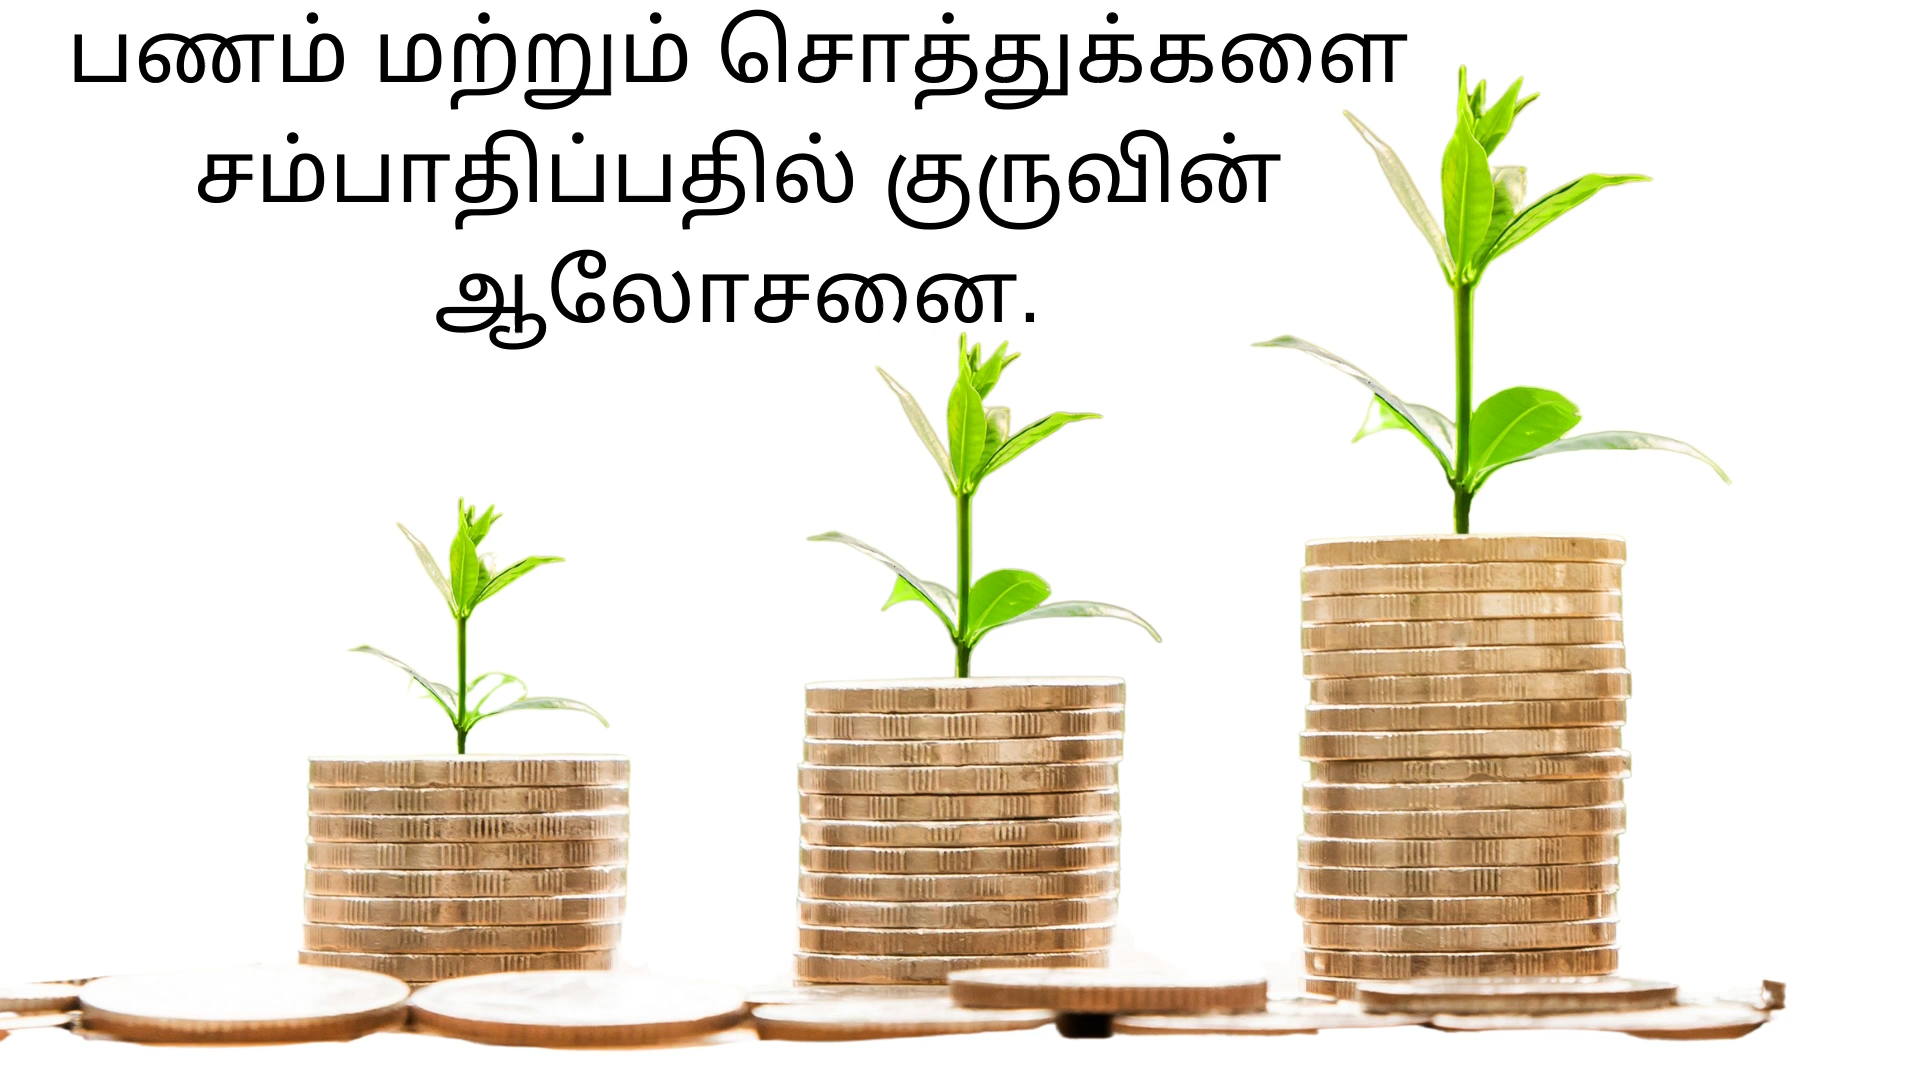 பணம் மற்றும் சொத்துக்களை
சம்பாதிப்பதில் குருவின்
ஆலோசனை.